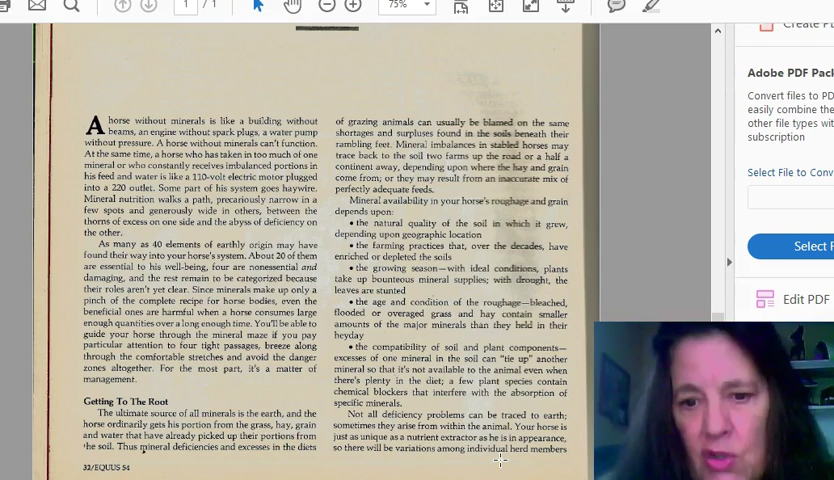 1 / 1
75%
A horse without minerals is like a building without
beams, an engine without spark plugs, a water pump
without pressure. A horse without minerals can't function.
At the same time, a horse who has taken in too much of one
mineral or who constantly receives imbalanced portions in
his feed and water is like a 110-volt electric motor plugged
into a 220 outlet. Some part of his system goes haywire.
Mineral nutrition walks a path, precariously narrow in a
few spots and generously wide in others, between the
thorns of excess on one side and the abyss of deficiency on
the other.
As many as 40 elements of earthly origin may have
found their way into your horse's system. About 20 of them
are essential to his well-being, four are nonessential and
damaging, and the rest remain to be categorized because
their roles aren't yet clear. Since minerals make up only a
pinch of the complete recipe for horse bodies, even the
beneficial ones are harmful when a horse consumes large
enough quantities over a long enough time. You'll be able to
guide your horse through the mineral maze if you pay
particular attention to four tight passages, breeze along
through the comfortable stretches and avoid the danger
zones altogether. For the most part, it's a matter of
management.
Getting To The Root
The ultimate source of all minerals is the earth, and the
horse ordinarily gets his portion from the grass, hay, grain
and water that have already picked up their portions from
the soil. Thus mineral deficiencies and excesses in the diets
32/EQUUS 54
of grazing animals can usually be blamed on the same
shortages and surpluses found in the soils beneath their
rambling feet. Mineral imbalances in stabled horses may
trace back to the soil two farms up the road or a half a
continent away, depending upon where the hay and grain
come from; or they may result from an inaccurate mix of
perfectly adequate feeds.
Mineral availability in your horse's roughage and grain
depends upon:
• the natural quality of the soil in which it grew,
depending upon geographic location
• the farming practices that, over the decades, have
enriched or depleted the soils
• the growing season—with ideal conditions, plants
take up bounteous mineral supplies; with drought, the
leaves are stunted
• the age and condition of the roughage—bleached,
flooded or overaged grass and hay contain smaller
amounts of the major minerals than they held in their
heyday
• the compatibility of soil and plant components—
excesses of one mineral in the soil can "tie up" another
mineral so that it's not available to the animal even when
there's plenty in the diet; a few plant species contain
chemical blockers that interfere with the absorption of
specific minerals.
Not all deficiency problems can be traced to earth;
sometimes they arise from within the animal. Your horse is
just as unique as a nutrient extractor as he is in appearance,
so there will be variations among individual herd members
Create P
Adobe PDF Pack
Convert files to PD
easily combine the
other file types wit
subscription
Select File to Conv
Select F
Edit PDF